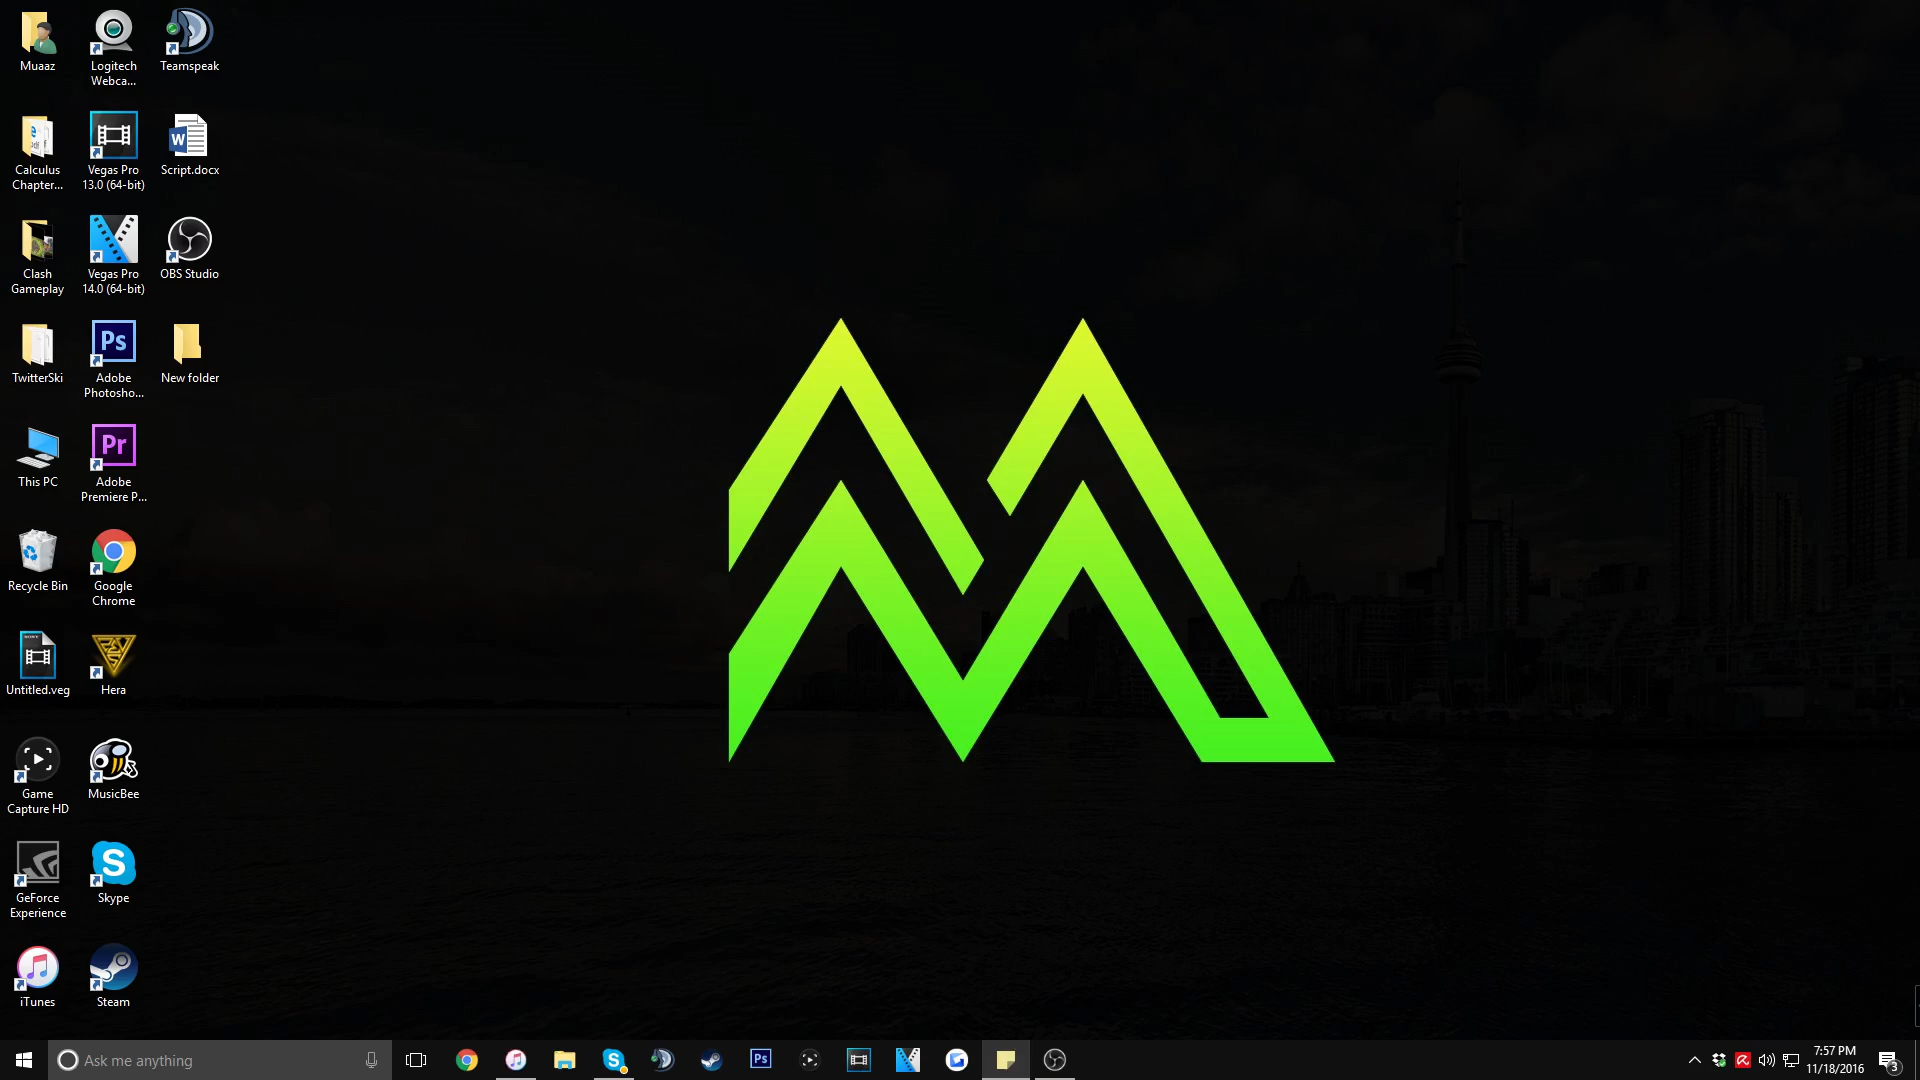 Muaaz
Logitech
Webca...
Teamspeak
Calculus
Chapter...
Vegas Pro
13.0 (64-bit)
W
Script.docx
Clash
Gameplay
Vegas Pro
14.0 (64-bit)
OBS Studio
TwitterSki
Ps
Adobe
Photosho...
New folder
This PC
Pr
Adobe
Premiere P...
Recycle Bin
Google
Chrome
SONY
Untitled.veg
Hera
Game
Capture HD
MusicBee
GeForce
Experience
S
Skype
iTunes
Steam
Ask me anything
S
Ps
7:57 PM
11/18/2016
3